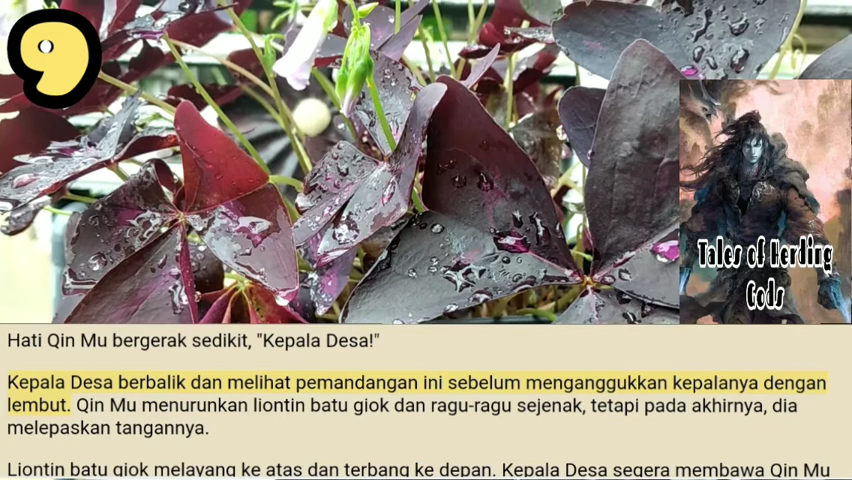 Tales of Herding
Gods
Hati Qin Mu bergerak sedikit, "Kepala Desa!"
Kepala Desa berbalik dan melihat pemandangan ini sebelum menganggukkan kepalanya dengan
lembut. Qin Mu menurunkan liontin batu giok dan ragu-ragu sejenak, tetapi pada akhirnya, dia
melepaskan tangannya.
Liontin batu giok melayang ke atas dan terbang ke depan. Kepala Desa segera membawa Qin Mu